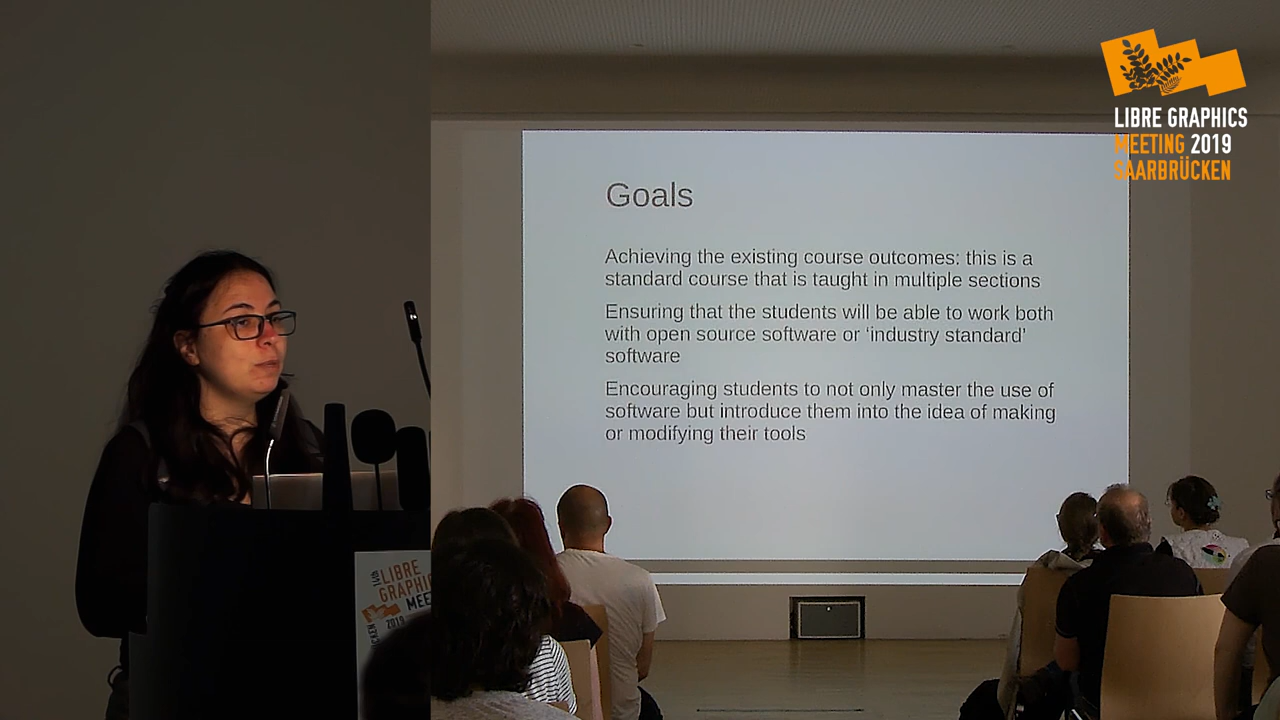 LIBRE GRAPHICS
MEETING 2019
SAARBRÜCKEN
Goals
Achieving the existing course outcomes: this is a
standard course that is taught in multiple sections
Ensuring that the students will be able to work both
with open source software or ‘industry standard’
software
Encouraging students to not only master the use of
software but introduce them into the idea of making
or modifying their tools
14th
LIBRE
GRAPHIC
MEE
2019